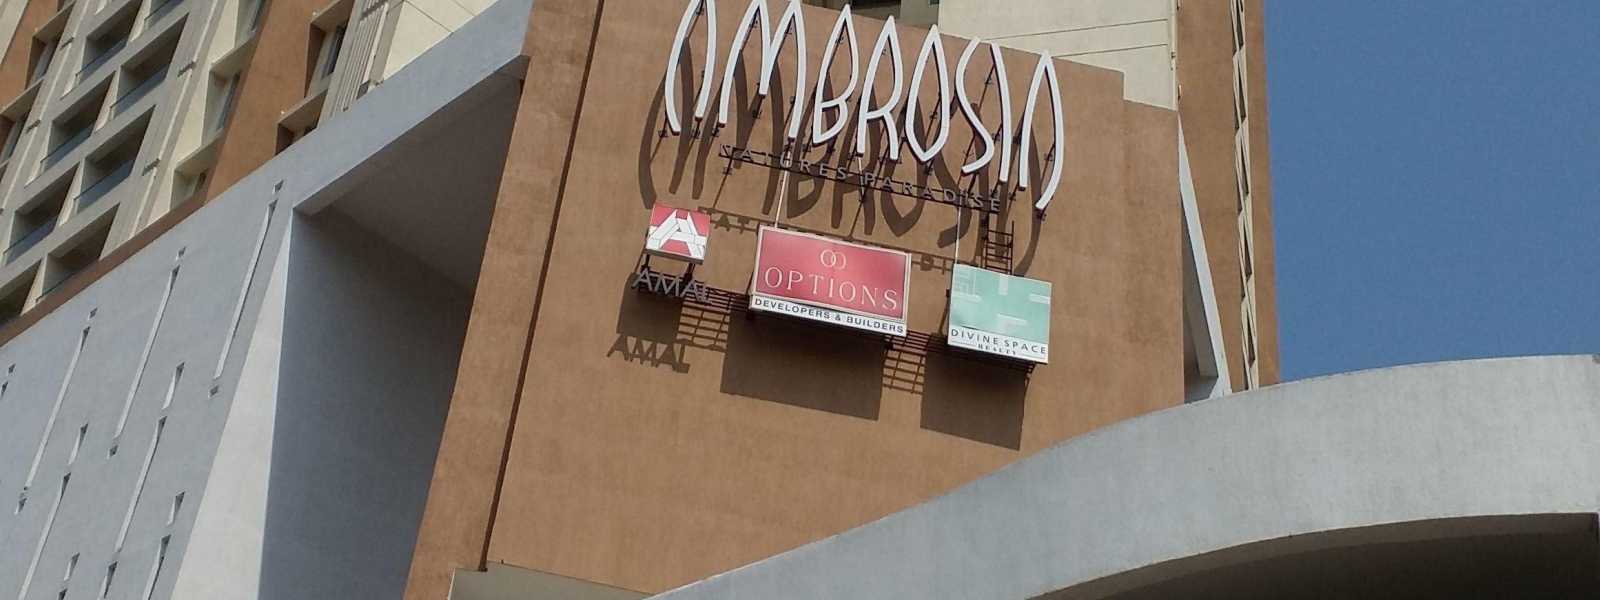 AMBROSIA
NATURES PARADISE
AMAL
OPTIONS
DEVELOPERS & BUILDERS
DIVINE SPACE
REALTY